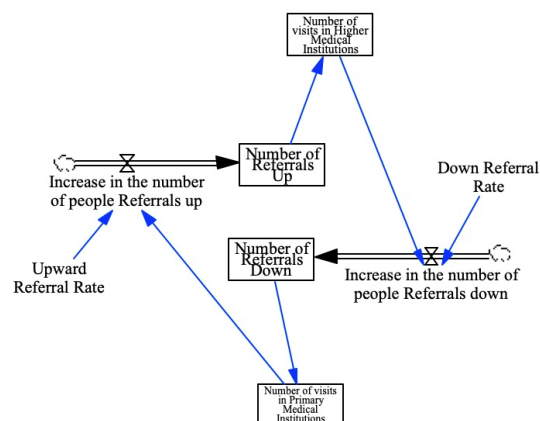 Number of
visits in Higher
Medical
Institutions
Number of
Referrals
Up
Increase in the number
of people Referrals up
Down Referral
Rate
Upward
Referral Rate
Number of
Referrals
Down
Increase in the number of
people Referrals down
Number of visits
in Primary
Medical
Institutions